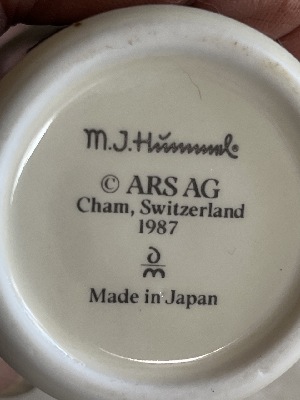 M.J.Hummel®
© ARS AG
Cham, Switzerland
1987
Made in Japan